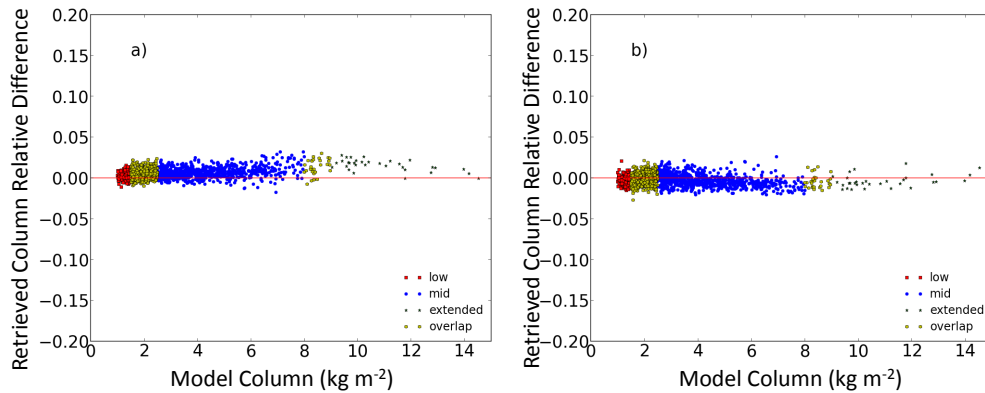 a)
0.20
0.15
0.10
0.05
0.00
−0.05
−0.10
−0.15
−0.20
Retrieved Column Relative Difference
low
mid
extended
overlap
0 2 4 6 8 10 12 14
Model Column (kg m-2)
b)
0.20
0.15
0.10
0.05
0.00
−0.05
−0.10
−0.15
−0.20
Retrieved Column Relative Difference
low
mid
extended
overlap
0 2 4 6 8 10 12 14
Model Column (kg m-2)